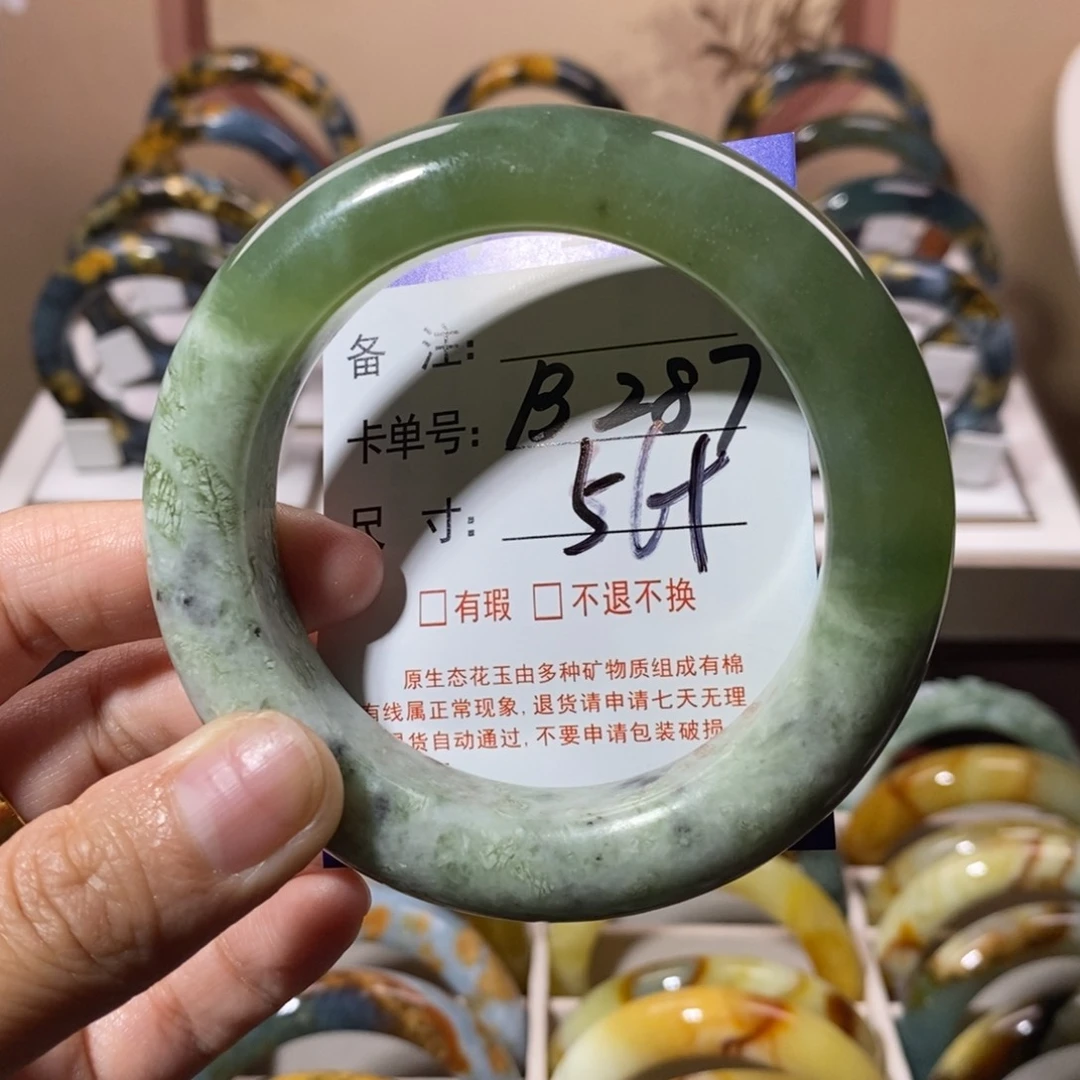 备 注:
卡单号: B 287
尺 寸: 5
□有瑕 □不退不换
原生态花玉由多种矿物质组成有棉
有线属正常现象, 退货请申请七天无理
退货自动通过, 不要申请包装破损